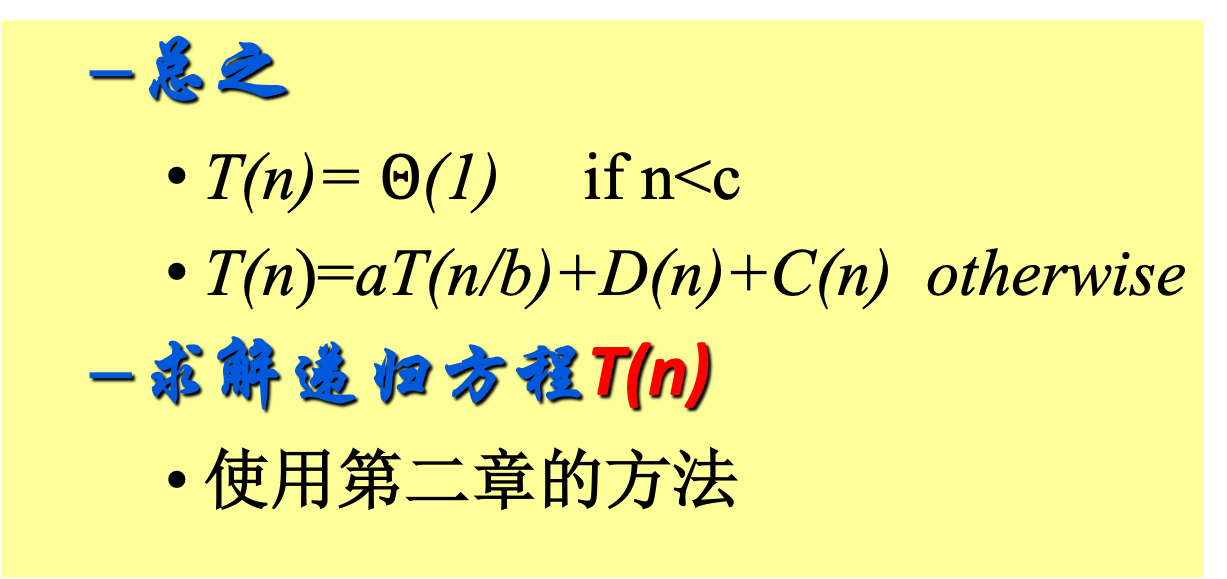 –总之
• T(n)= Θ(1) if n<c
• T(n)=aT(n/b)+D(n)+C(n) otherwise
–求解递归方程T(n)
• 使用第二章的方法